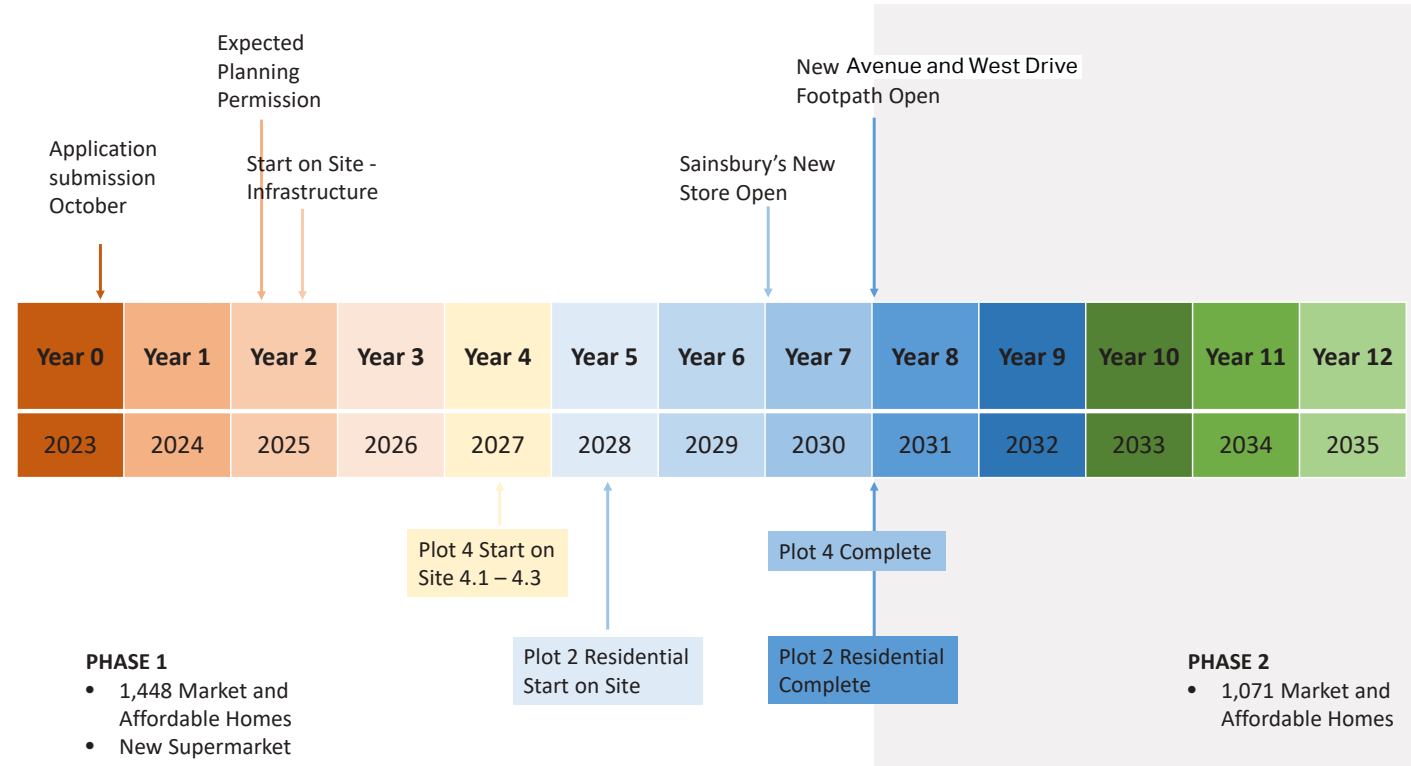 Expected
Planning
Permission
New Avenue and West Drive
Footpath Open
Application
submission
October
Start on Site -
Infrastructure
Sainsbury’s New
Store Open
Year 0 Year 1 Year 2 Year 3 Year 4 Year 5 Year 6 Year 7 Year 8 Year 9 Year 10 Year 11 Year 12
2023 2024 2025 2026 2027 2028 2029 2030 2031 2032 2033 2034 2035
Plot 4 Start on
Site 4.1 – 4.3
Plot 4 Complete
Plot 2 Residential
Start on Site
Plot 2 Residential
Complete
PHASE 1
• 1,448 Market and
Affordable Homes
• New Supermarket
PHASE 2
• 1,071 Market and
Affordable Homes